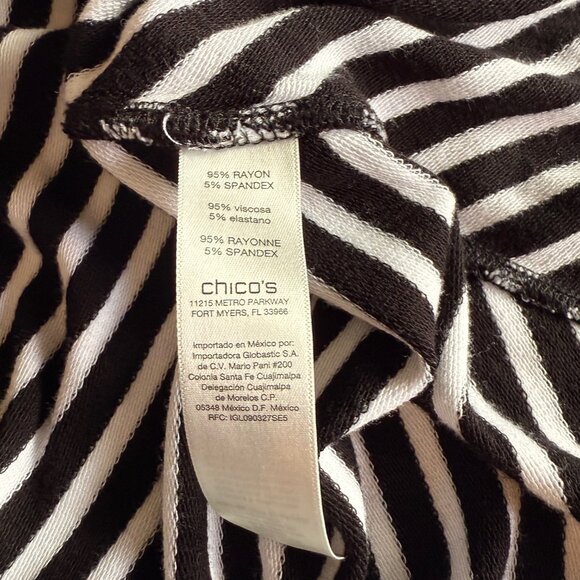 95% RAYON
5% SPANDEX
95% viscosa
5% elastano
95% RAYONNE
5% SPANDEX
chico's
11215 METRO PARKWAY
FORT MYERS, FL 33966
Importado en México por:
Importadora Globastic S.A.
de C.V. Mario Pani #200
Colonia Santa Fe Cuajimalpa
Delegación Cuajimalpa
de Morelos C.P.
05348 México D.F. México
RFC: IGL090327SE5